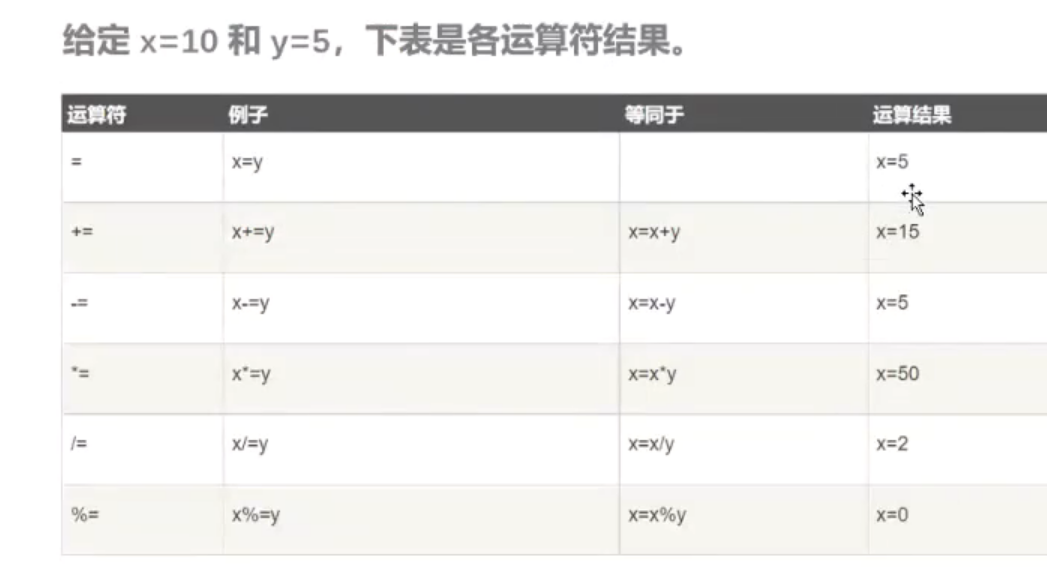 给定 x=10 和 y=5，下表是各运算符结果。
运算符 例子 等同于 运算结果
= x=y x=5
+= x+=y x=x+y x=15
-= x-=y x=x-y x=5
*= x*=y x=x*y x=50
/= x/=y x=x/y x=2
%= x%=y x=x%y x=0